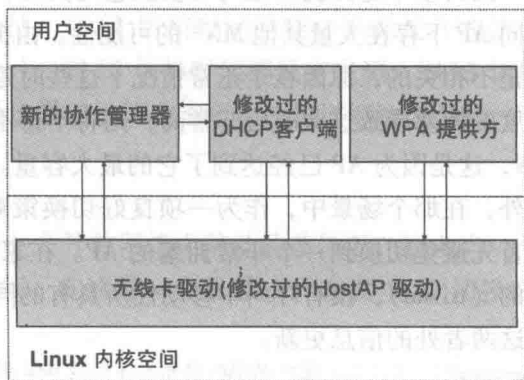 用户空间
新的协作管理器
修改过的
DHCP客户端
修改过的
WPA 提供方
无线卡驱动(修改过的HostAP 驱动)
Linux 内核空间